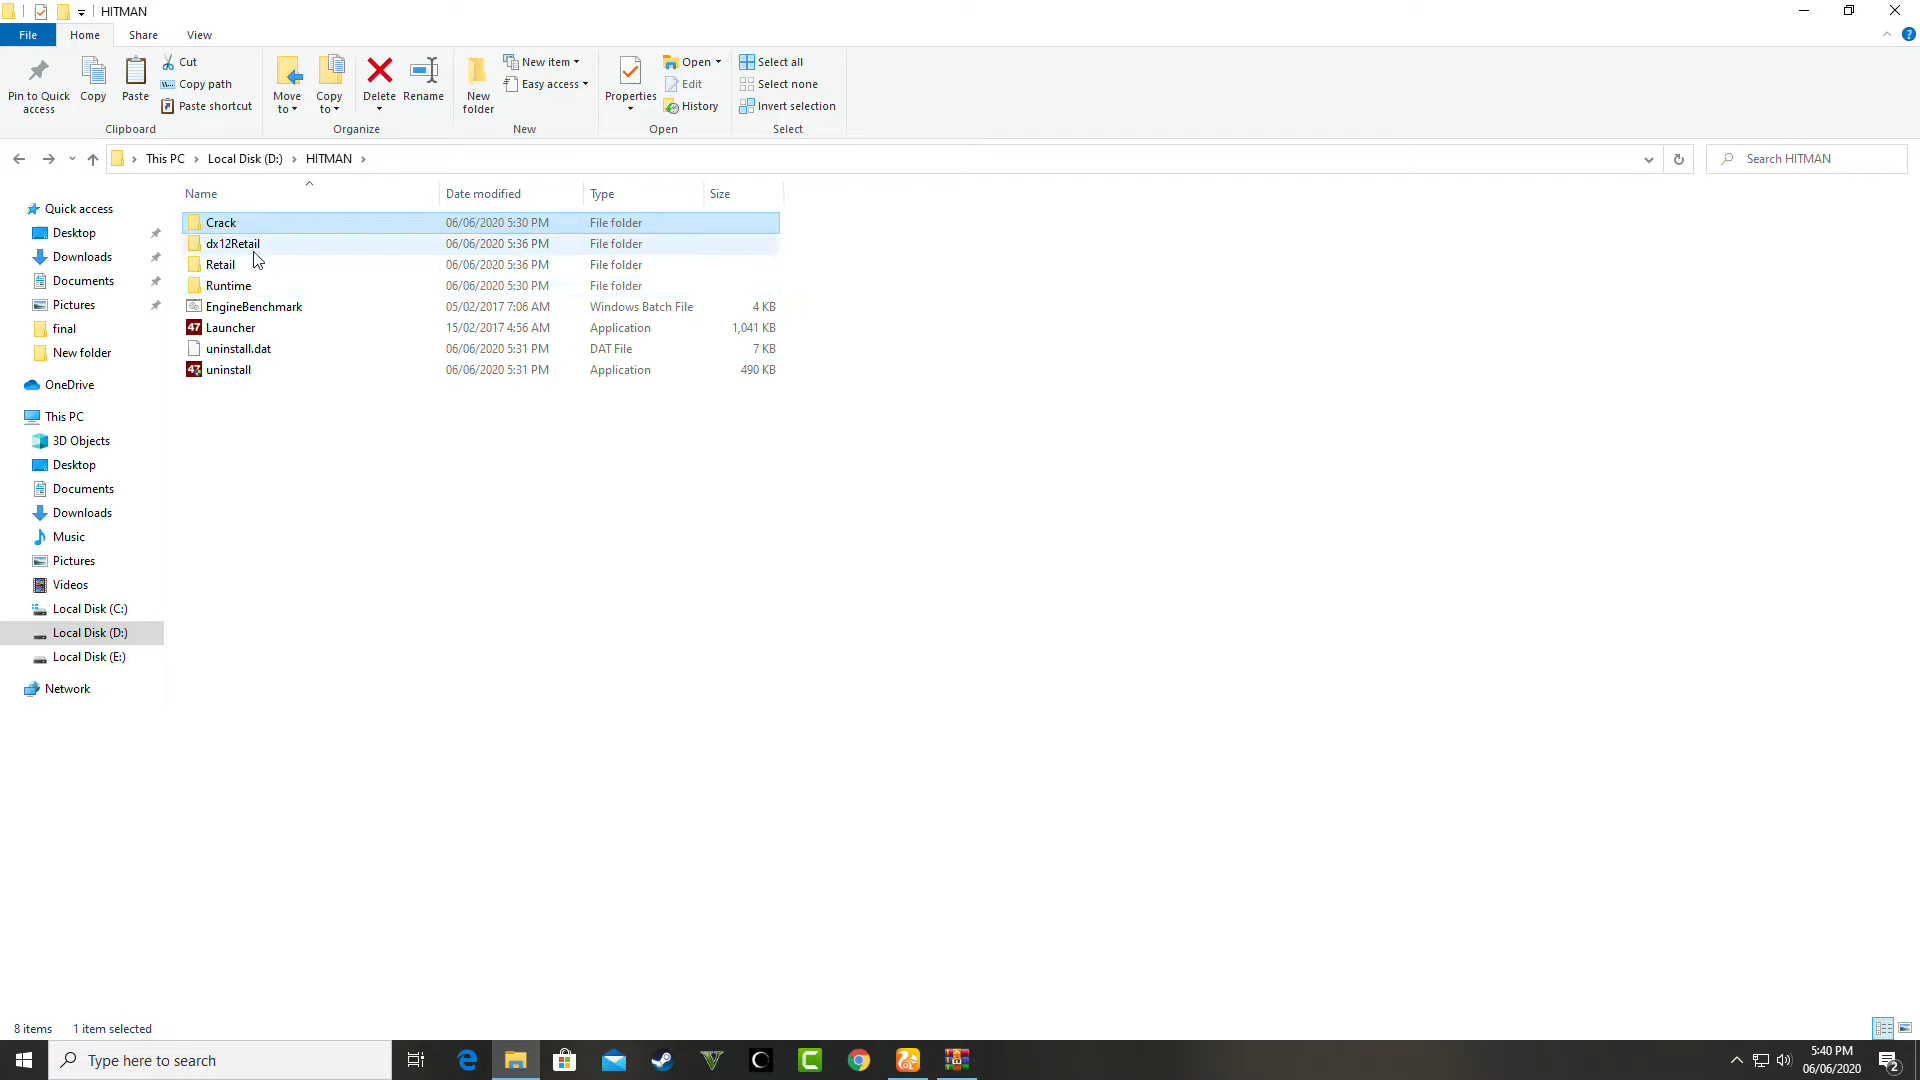 HITMAN
File Home Share View
Pin to Quick access
Copy
Paste
Cut
Copy path
Paste shortcut
Clipboard
Move to
Copy to
Delete
Rename
Organize
New folder
New item
Easy access
New
Properties
Open
Edit
History
Open
Select all
Select none
Invert selection
Select
This PC > Local Disk (D:) > HITMAN >
Search HITMAN
Name Date modified Type Size
Crack 06/06/2020 5:30 PM File folder
dx12Retail 06/06/2020 5:36 PM File folder
Retail 06/06/2020 5:36 PM File folder
Runtime 06/06/2020 5:30 PM File folder
EngineBenchmark 05/02/2017 7:06 AM Windows Batch File 4 KB
47 Launcher 15/02/2017 4:56 AM Application 1,041 KB
uninstall.dat 06/06/2020 5:31 PM DAT File 7 KB
47 uninstall 06/06/2020 5:31 PM Application 490 KB
Quick access
Desktop
Downloads
Documents
Pictures
final
New folder
OneDrive
This PC
3D Objects
Desktop
Documents
Downloads
Music
Pictures
Videos
Local Disk (C:)
Local Disk (D:)
Local Disk (E:)
Network
8 items 1 item selected
Type here to search
5:40 PM
06/06/2020
2